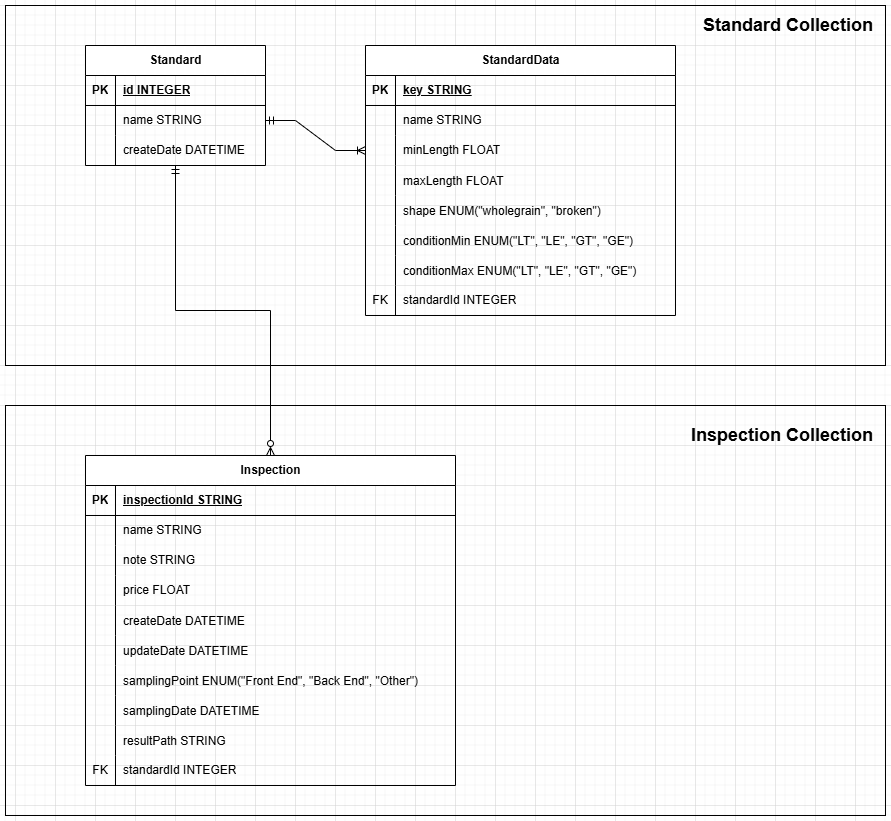 Standard Collection
Standard
PK id INTEGER
name STRING
createDate DATETIME
StandardData
PK key STRING
name STRING
minLength FLOAT
maxLength FLOAT
shape ENUM("wholegrain", "broken")
conditionMin ENUM("LT", "LE", "GT", "GE")
conditionMax ENUM("LT", "LE", "GT", "GE")
FK standardId INTEGER
Inspection Collection
Inspection
PK inspectionId STRING
name STRING
note STRING
price FLOAT
createDate DATETIME
updateDate DATETIME
samplingPoint ENUM("Front End", "Back End", "Other")
samplingDate DATETIME
resultPath STRING
FK standardId INTEGER